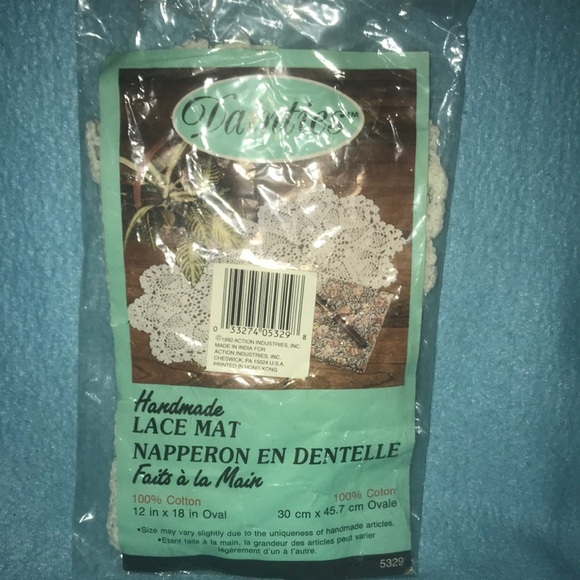 Dainties™
0 33274 05329 8
©1992 ACTION INDUSTRIES, INC.
MADE IN INDIA FOR
ACTION INDUSTRIES, INC.
CHESWICK, PA 15024 U.S.A.
PRINTED IN HONG KONG
Handmade
LACE MAT
NAPPERON EN DENTELLE
Faits à la Main
100% Cotton 100% Coton
12 in x 18 in Oval 30 cm x 45.7 cm Ovale
•Size may vary slightly due to the uniqueness of handmade articles.
•Etant faits à la main, la grandeur des articles peut varier
légèrement d'un à l'autre.
5329